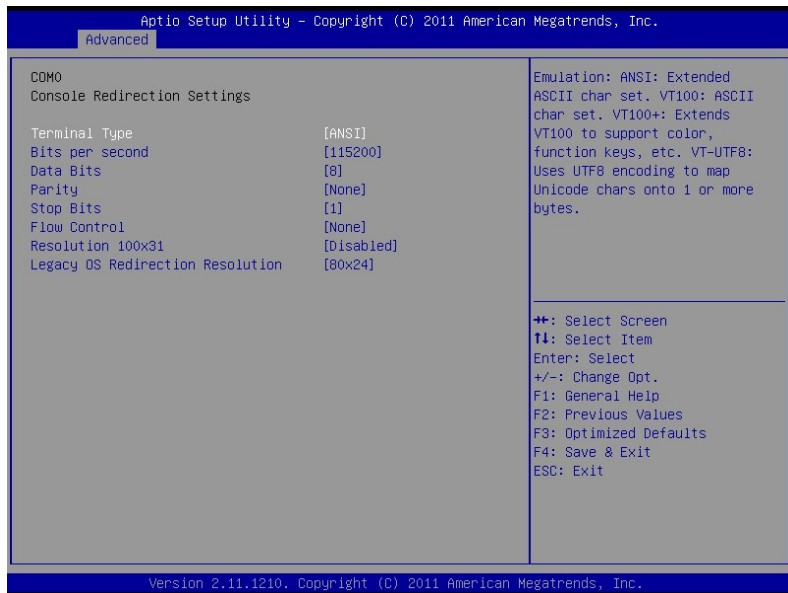 Aptio Setup Utility – Copyright (C) 2011 American Megatrends, Inc.
Advanced
COM0
Console Redirection Settings
Terminal Type [ANSI]
Bits per second [115200]
Data Bits [8]
Parity [None]
Stop Bits [1]
Flow Control [None]
Resolution 100x31 [Disabled]
Legacy OS Redirection Resolution [80x24]
Emulation: ANSI: Extended
ASCII char set. VT100: ASCII
char set. VT100+: Extends
VT100 to support color,
function keys, etc. VT-UTF8:
Uses UTF8 encoding to map
Unicode chars onto 1 or more
bytes.
→←: Select Screen
↑↓: Select Item
Enter: Select
+/-: Change Opt.
F1: General Help
F2: Previous Values
F3: Optimized Defaults
F4: Save & Exit
ESC: Exit
Version 2.11.1210. Copyright (C) 2011 American Megatrends, Inc.